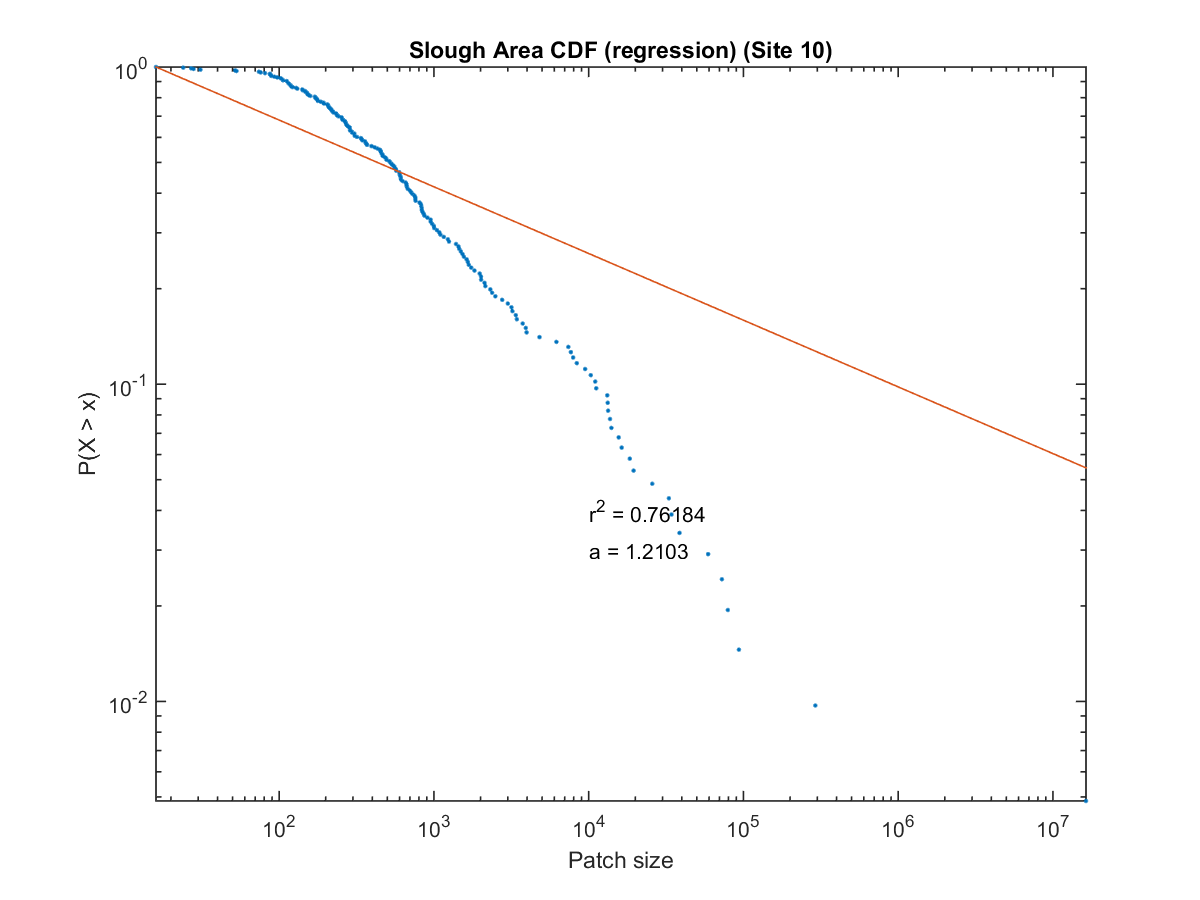 Slough Area CDF (regression) (Site 10)
10^0
10^-1
10^-2
P(X > x)
r^2 = 0.76184
a = 1.2103
10^2 10^3 10^4 10^5 10^6 10^7
Patch size